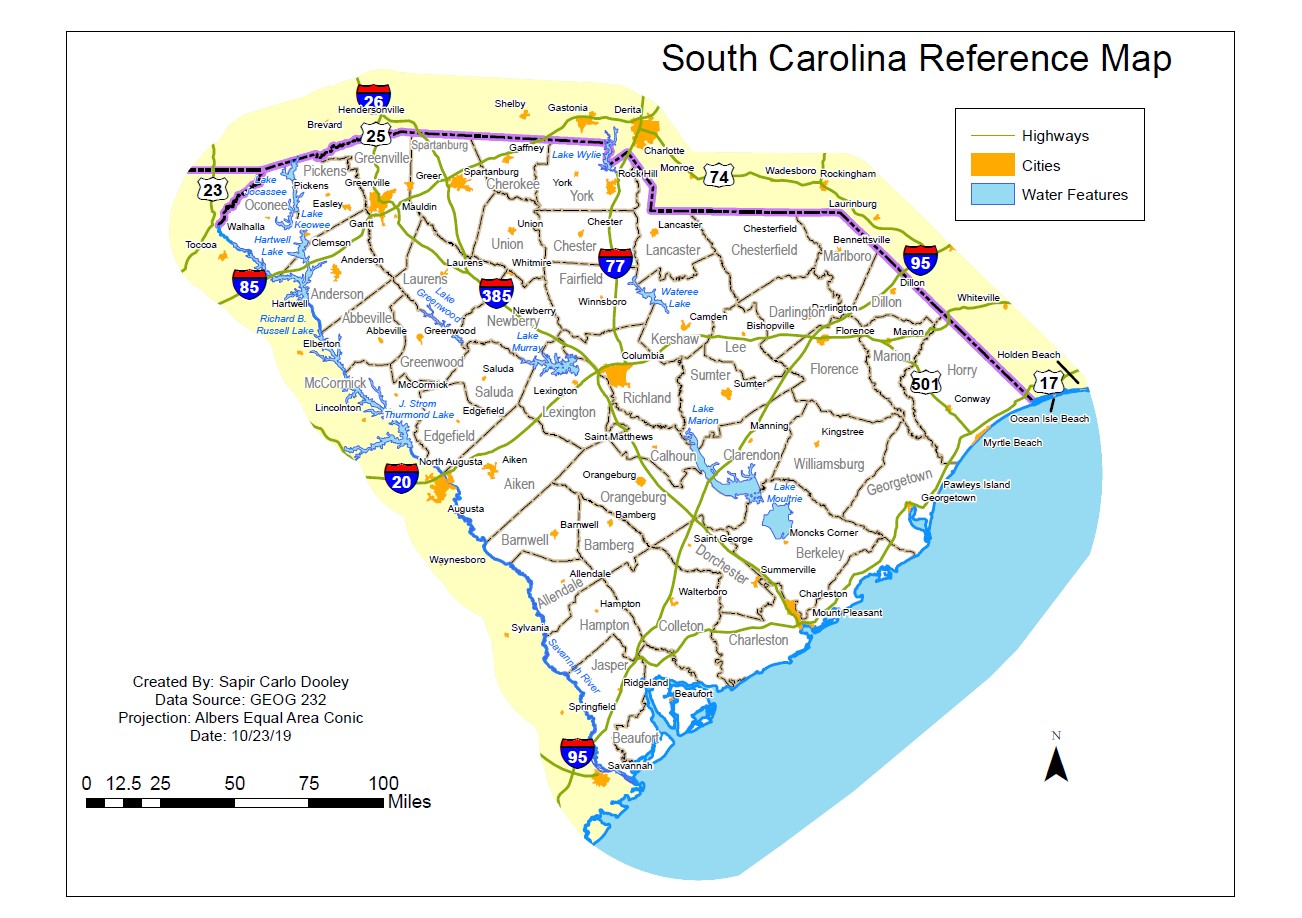 South Carolina Reference Map
Highways
Cities
Water Features
26
Hendersonville
Shelby
Gastonia
Derita
Brevard
25
Spartanburg
Gaffney
Lake Wylie
Charlotte
Greenville
Pickens
Pickens
23
Lake
Jocassee
Oconee
Greenville
Greer
Spartanburg
Cherokee
York
York
Rock Hill
Monroe
74
Wadesboro
Rockingham
Easley
Mauldin
Laurinburg
Walhalla
Lake
Keowee
Gantt
Union
Union
Chester
Chester
Lancaster
Lancaster
Chesterfield
Chesterfield
Bennettsville
Marlboro
Toccoa
Hartwell
Lake
Clemson
Anderson
Anderson
Laurens
Laurens
Whitmire
77
95
85
Fairfield
Dillon
Dillon
385
Hartwell
Lake
Greenwood
Winnsboro
Wateree
Lake
Whiteville
Richard B.
Russell Lake
Abbeville
Abbeville
Newberry
Newberry
Camden
Darlington
Darlington
Bishopville
Florence
Marion
Elberton
Greenwood
Greenwood
Lake
Murray
Kershaw
Lee
Columbia
Marion
Holden Beach
McCormick
McCormick
Saluda
Saluda
Lexington
Lexington
Richland
Sumter
Sumter
Florence
Horry
501
17
Lincolnton
J. Strom
Thurmond Lake
Edgefield
Edgefield
Conway
Lake
Marion
Ocean Isle Beach
Manning
Kingstree
Myrtle Beach
Saint Matthews
Calhoun
Clarendon
Williamsburg
North Augusta
Aiken
Aiken
20
Orangeburg
Orangeburg
Lake
Moultrie
Georgetown
Pawleys Island
Georgetown
Augusta
Barnwell
Barnwell
Bamberg
Bamberg
Saint George
Moncks Corner
Berkeley
Waynesboro
Dorchester
Summerville
Allendale
Allendale
Walterboro
Charleston
Mount Pleasant
Hampton
Hampton
Sylvania
Colleton
Charleston
Savannah River
Jasper
Ridgeland
Beaufort
Springfield
Beaufort
95
Savannah
Created By: Sapir Carlo Dooley
Data Source: GEOG 232
Projection: Albers Equal Area Conic
Date: 10/23/19
N
0 12.5 25 50 75 100
Miles